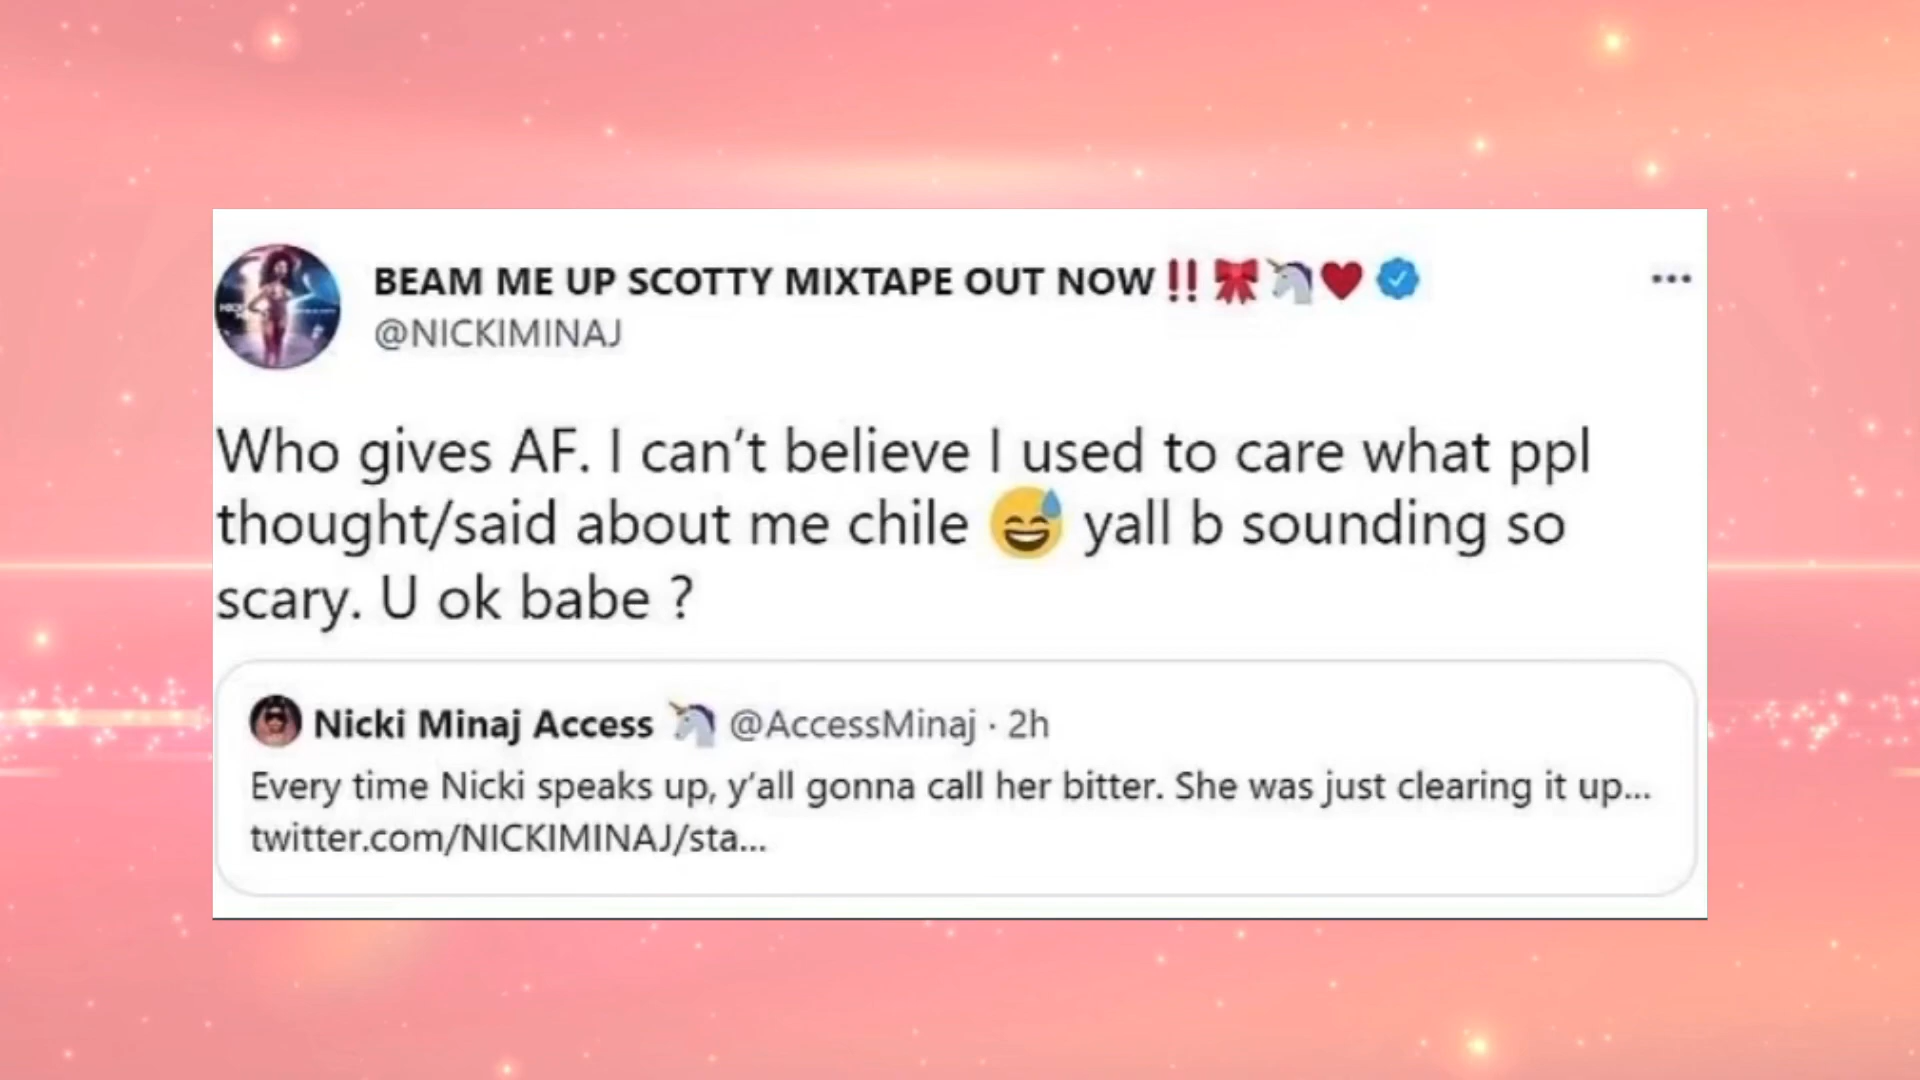 BEAM ME UP SCOTTY MIXTAPE OUT NOW ‼️🎀🦄❤️
@NICKIMINAJ
Who gives AF. I can’t believe I used to care what ppl
thought/said about me chile 😅 yall b sounding so
scary. U ok babe ?
Nicki Minaj Access 🦄 @AccessMinaj · 2h
Every time Nicki speaks up, y’all gonna call her bitter. She was just clearing it up...
twitter.com/NICKIMINAJ/sta...